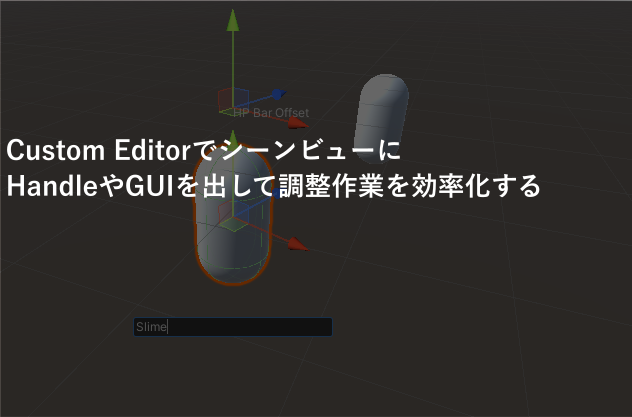 HP Bar Offset
Custom Editorでシーンビューに
HandleやGUIを出して調整作業を効率化する
Slime